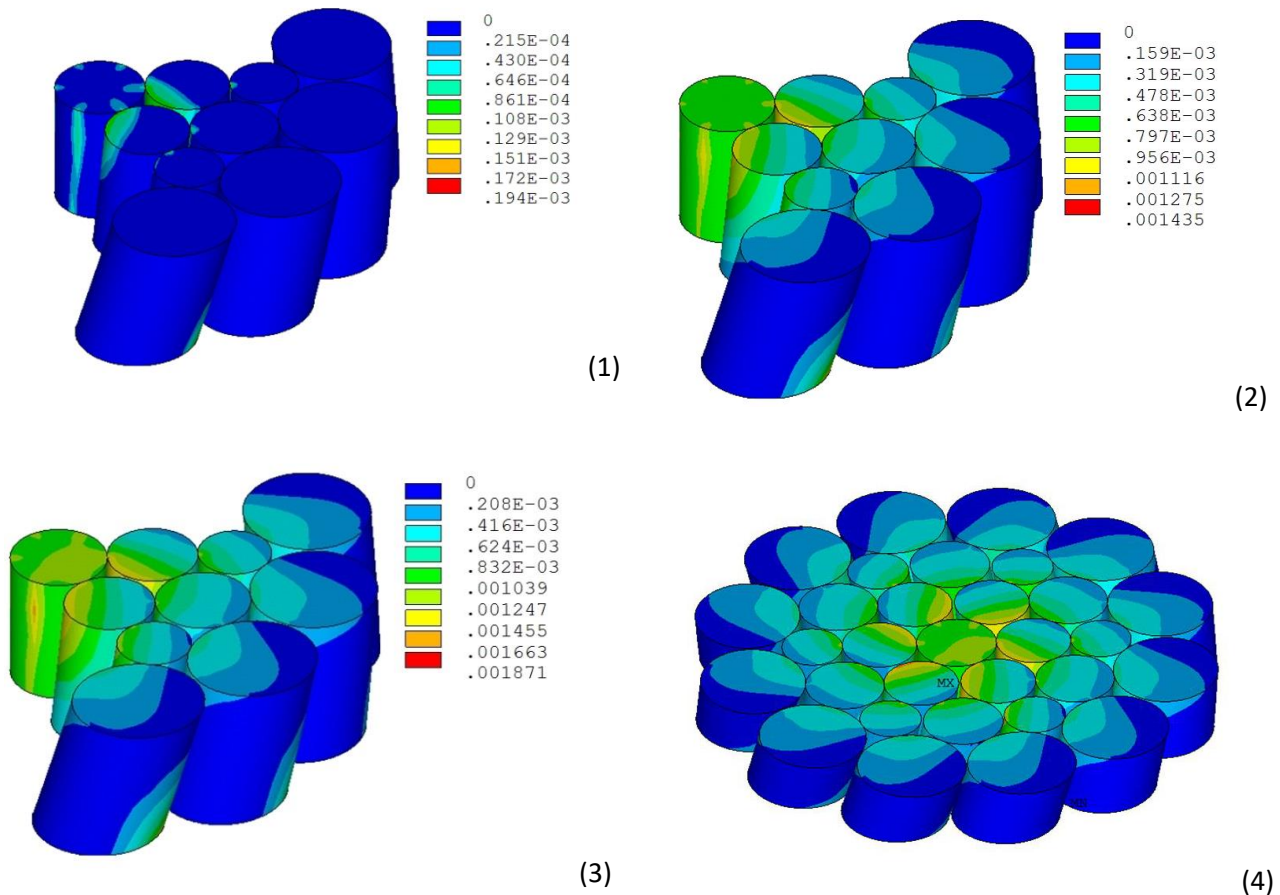 0
.215E-04
.430E-04
.646E-04
.861E-04
.108E-03
.129E-03
.151E-03
.172E-03
.194E-03
(1)
0
.159E-03
.319E-03
.478E-03
.638E-03
.797E-03
.956E-03
.001116
.001275
.001435
(2)
0
.208E-03
.416E-03
.624E-03
.832E-03
.001039
.001247
.001455
.001663
.001871
(3)
MX
MN
(4)